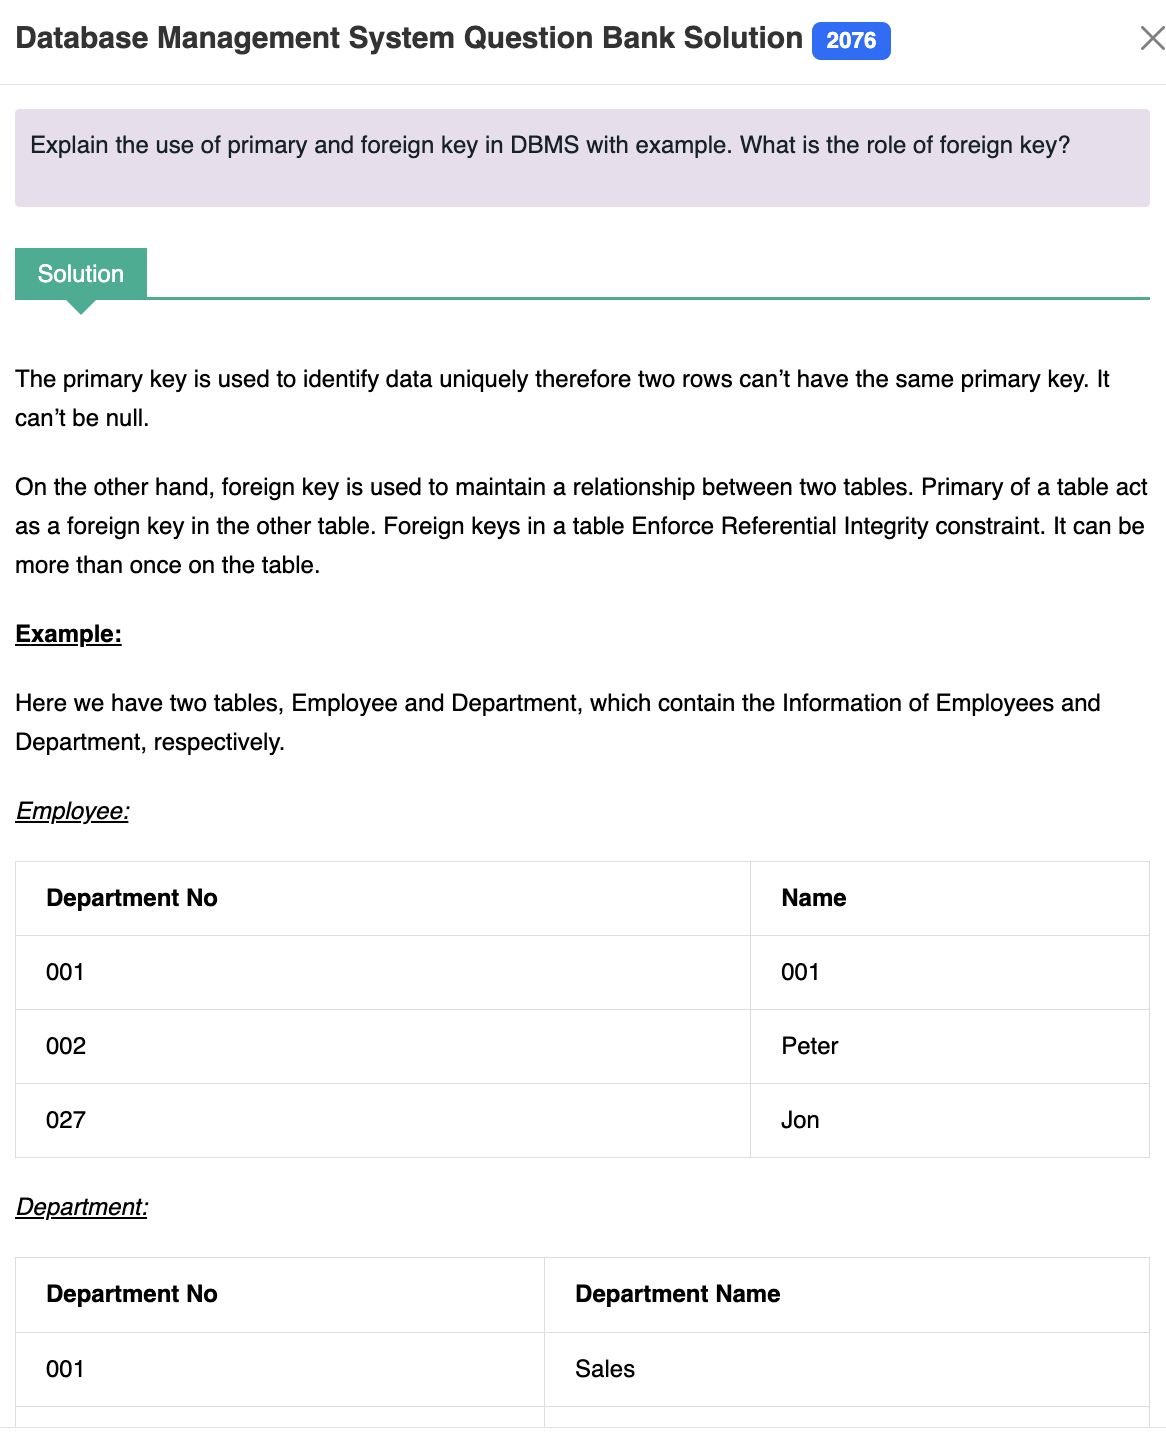 Database Management System Question Bank Solution 2076
Explain the use of primary and foreign key in DBMS with example. What is the role of foreign key?
Solution
The primary key is used to identify data uniquely therefore two rows can’t have the same primary key. It
can’t be null.
On the other hand, foreign key is used to maintain a relationship between two tables. Primary of a table act
as a foreign key in the other table. Foreign keys in a table Enforce Referential Integrity constraint. It can be
more than once on the table.
Example:
Here we have two tables, Employee and Department, which contain the Information of Employees and
Department, respectively.
Employee:
Department No Name
001 001
002 Peter
027 Jon
Department:
Department No Department Name
001 Sales